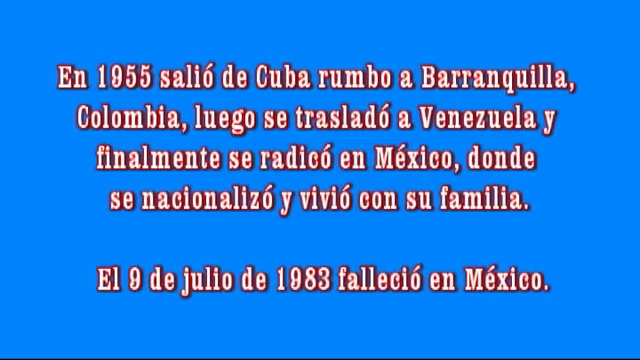 En 1955 salió de Cuba rumbo a Barranquilla,
Colombia, luego se trasladó a Venezuela y
finalmente se radicó en México, donde
se nacionalizó y vivió con su familia.
El 9 de julio de 1983 falleció en México.